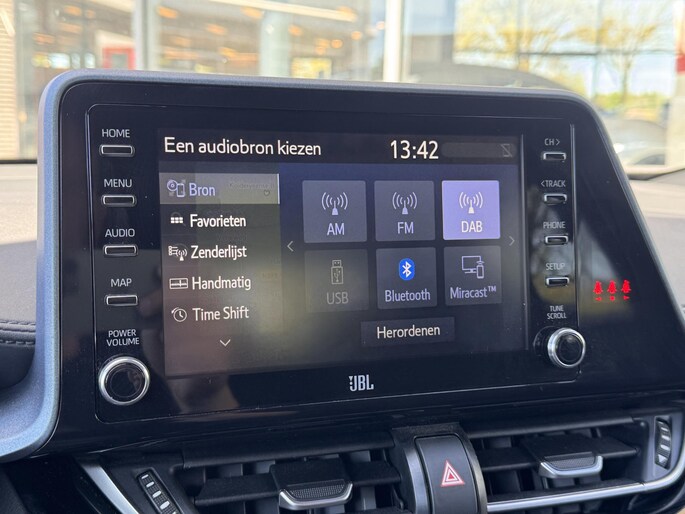 HOME
MENU
AUDIO
MAP
POWER
VOLUME
Een audiobron kiezen 13:42
Bron
Favorieten
Zenderlijst
Handmatig
Time Shift
AM FM DAB
USB Bluetooth Miracast™
Herordenen
CH>
<TRACK
PHONE
SETUP
TUNE
SCROLL
JBL